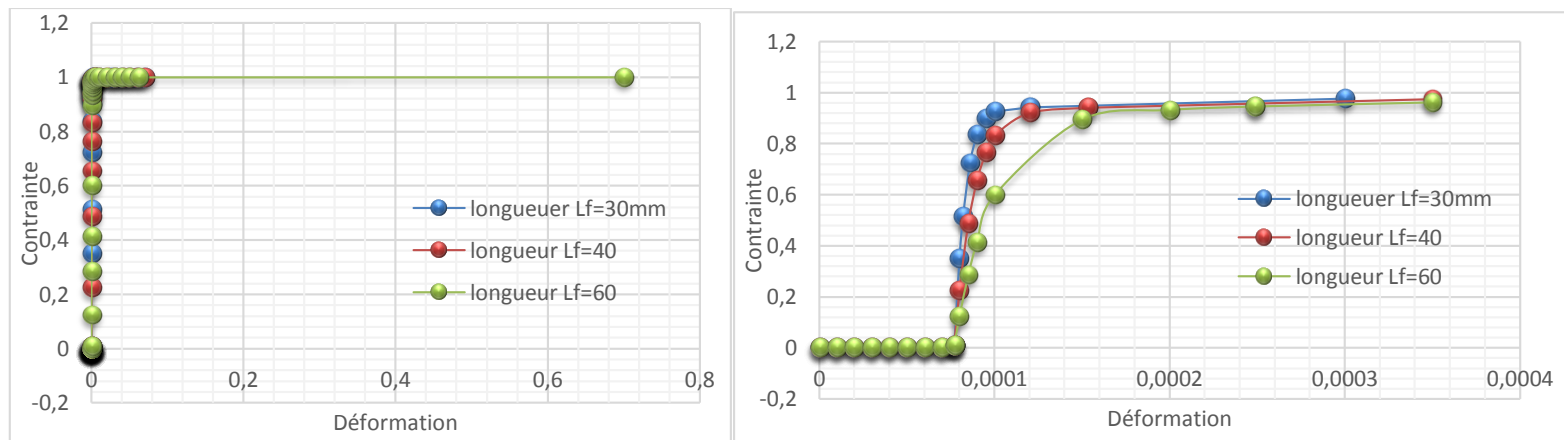 1,2
1
0,8
0,6
0,4
0,2
0
-0,2
Contrainte
0
0,2
0,4
0,6
0,8
Déformation
longueuer Lf=30mm
longueur Lf=40
longueur Lf=60
1,2
1
0,8
0,6
0,4
0,2
0
-0,2
Contrainte
0
0,0001
0,0002
0,0003
0,0004
Déformation
longueuer Lf=30mm
longueur Lf=40
longueur Lf=60